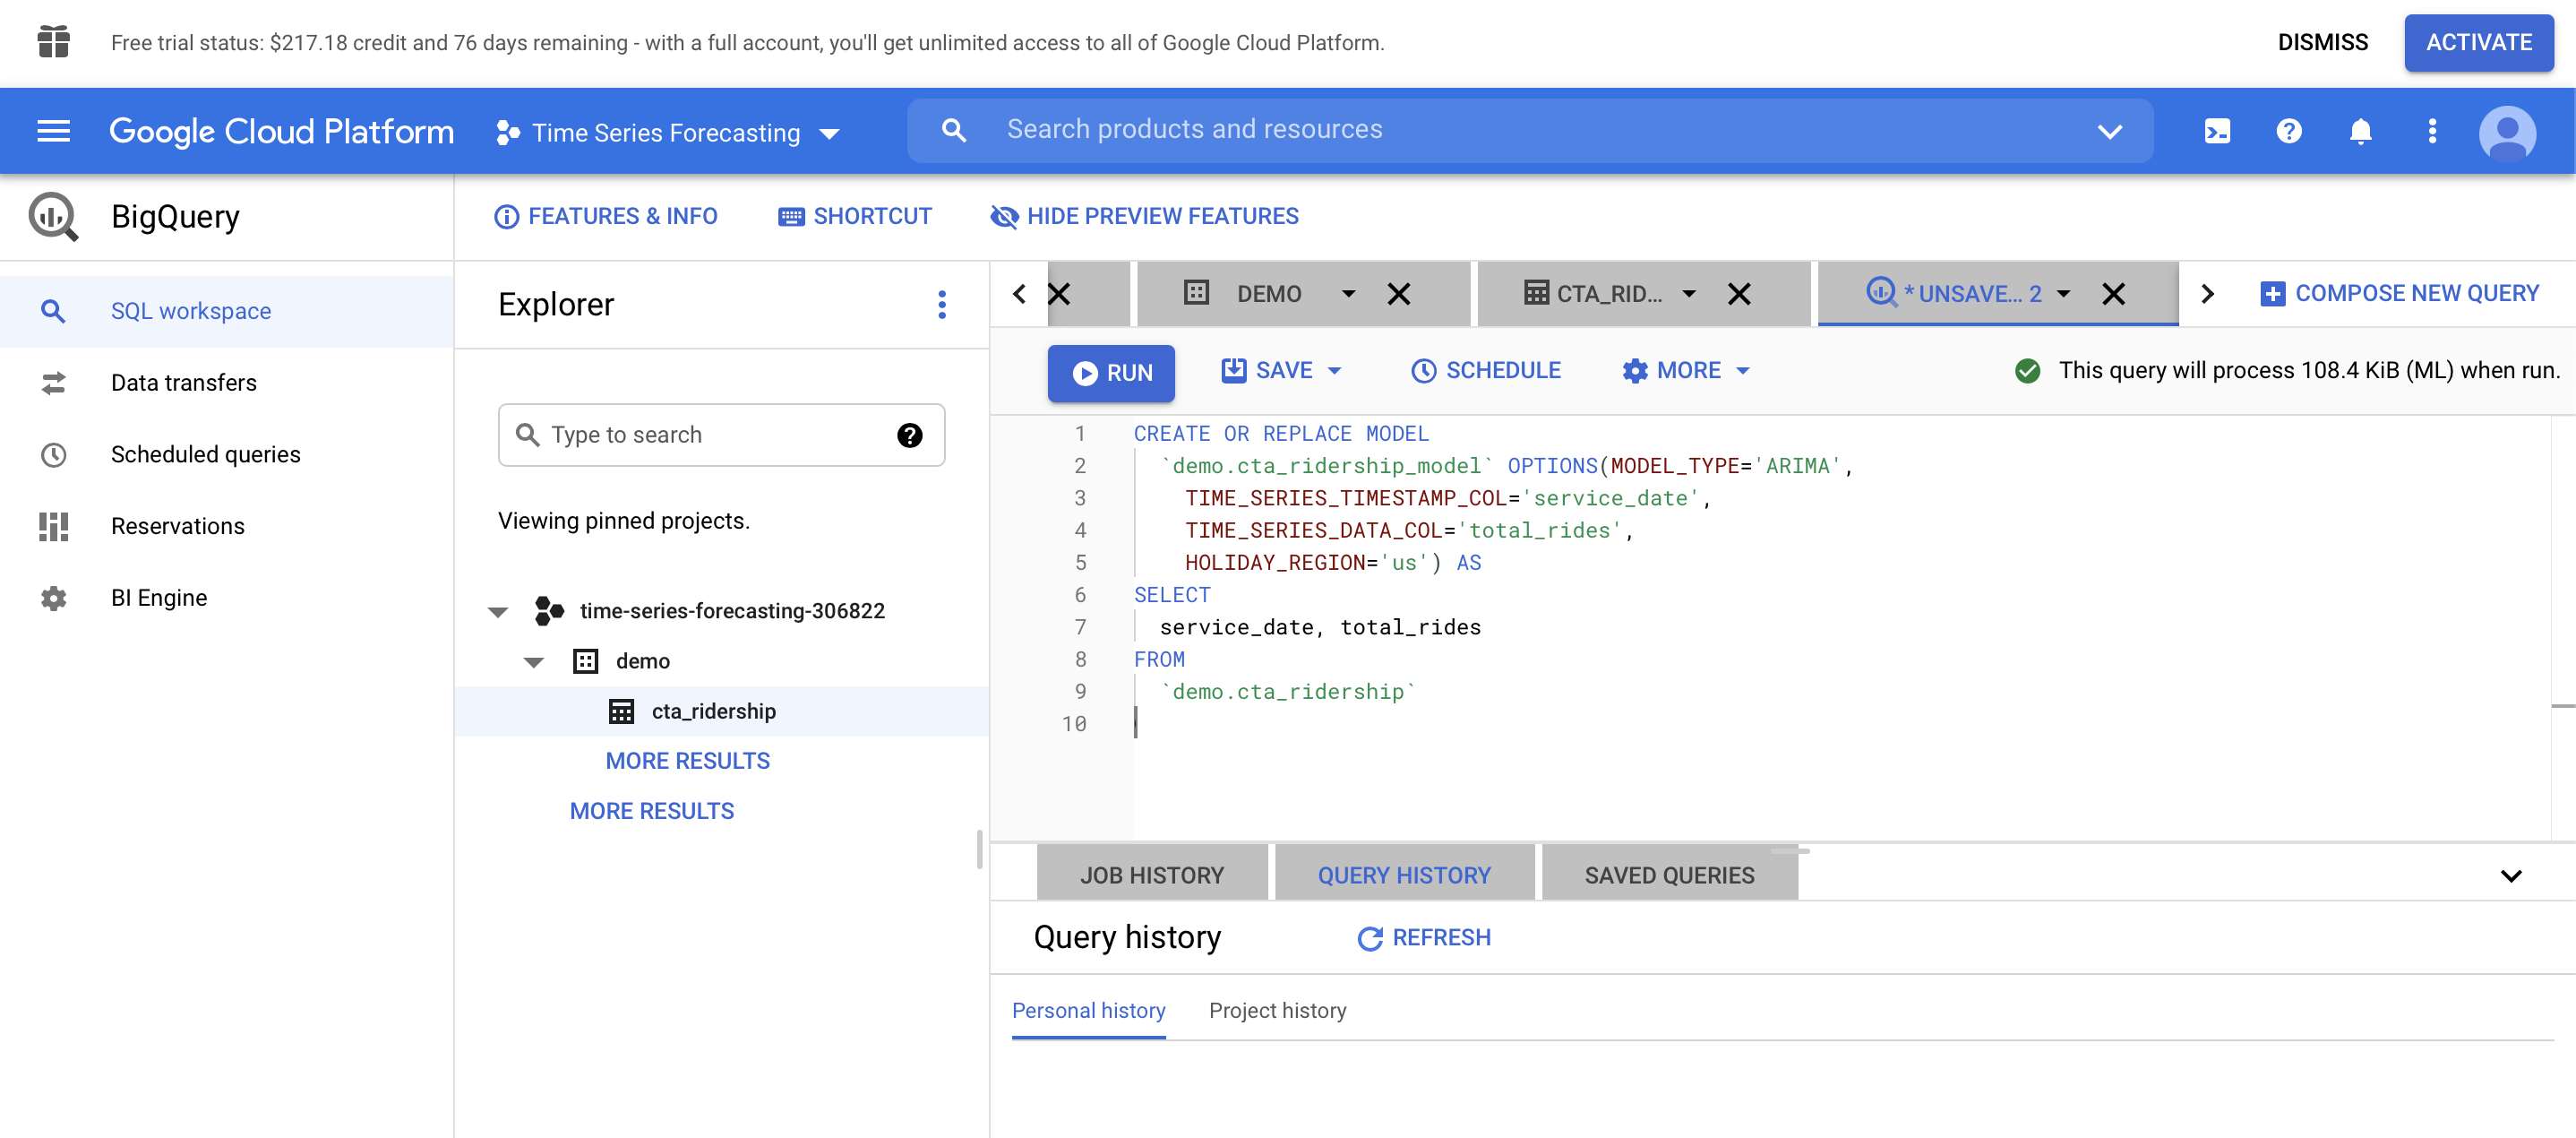 Free trial status: $217.18 credit and 76 days remaining - with a full account, you'll get unlimited access to all of Google Cloud Platform.
DISMISS
ACTIVATE
Google Cloud Platform
Time Series Forecasting
Search products and resources
BigQuery
FEATURES & INFO
SHORTCUT
HIDE PREVIEW FEATURES
SQL workspace
Data transfers
Scheduled queries
Reservations
BI Engine
Explorer
Type to search
Viewing pinned projects.
time-series-forecasting-306822
demo
cta_ridership
MORE RESULTS
MORE RESULTS
DEMO
CTA_RID...
* UNSAVE... 2
COMPOSE NEW QUERY
RUN
SAVE
SCHEDULE
MORE
This query will process 108.4 KiB (ML) when run.
1 CREATE OR REPLACE MODEL
2 `demo.cta_ridership_model` OPTIONS(MODEL_TYPE='ARIMA',
3 TIME_SERIES_TIMESTAMP_COL='service_date',
4 TIME_SERIES_DATA_COL='total_rides',
5 HOLIDAY_REGION='us') AS
6 SELECT
7 service_date, total_rides
8 FROM
9 `demo.cta_ridership`
10
JOB HISTORY
QUERY HISTORY
SAVED QUERIES
Query history
REFRESH
Personal history
Project history